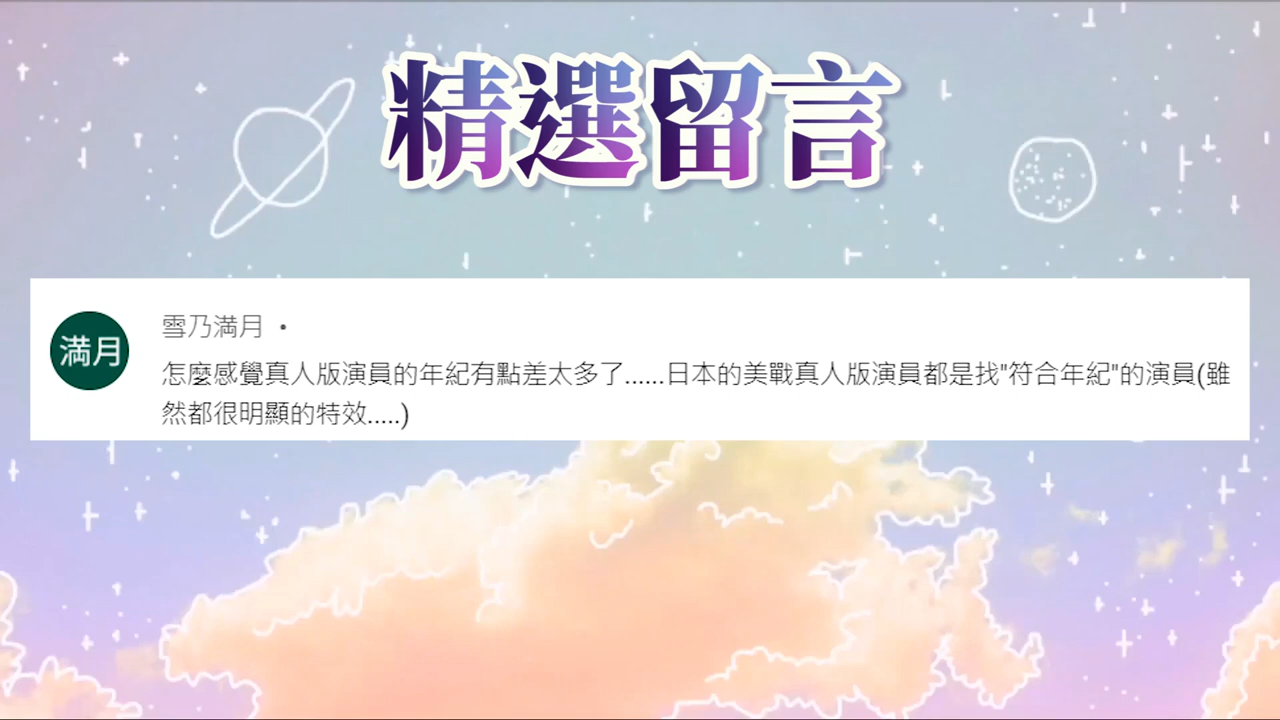 精選留言
満月
雪乃満月 •
怎麼感覺真人版演員的年紀有點差太多了......日本的美戰真人版演員都是找"符合年紀"的演員(雖
然都很明顯的特效.....)